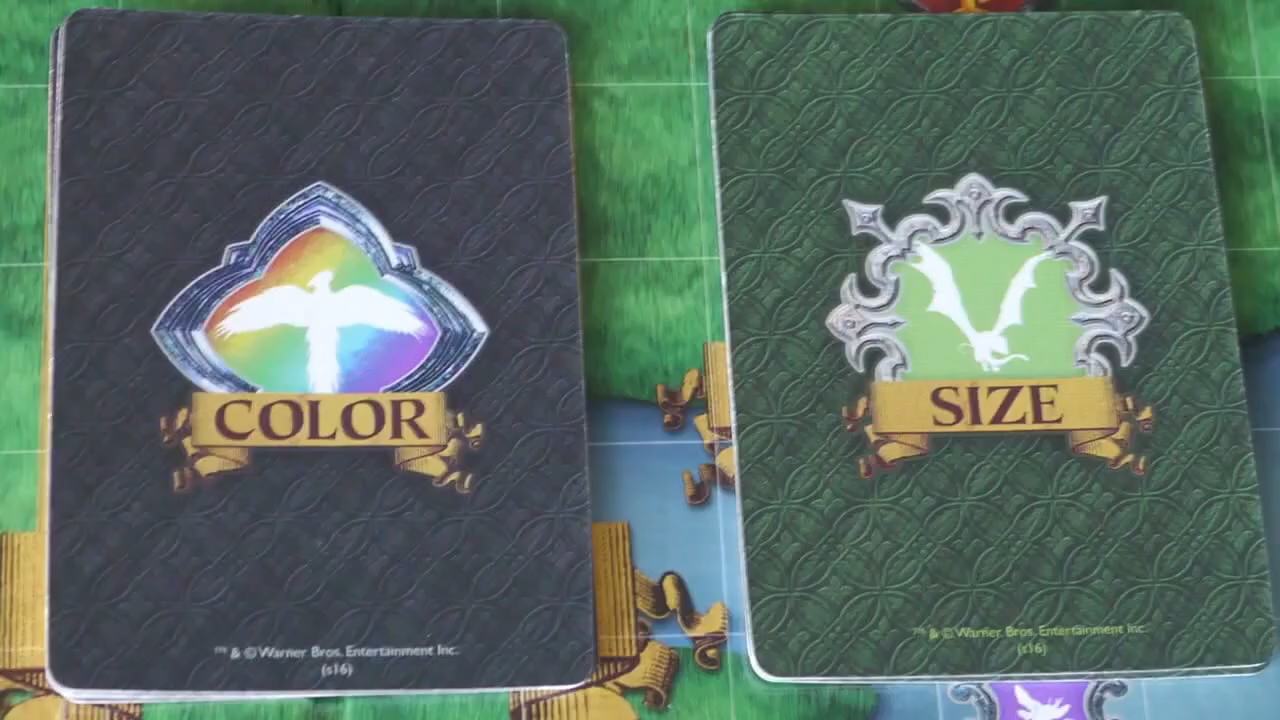 COLOR
™ & © Warner Bros. Entertainment Inc.
(s16)
SIZE
™ & © Warner Bros. Entertainment Inc.
(s16)